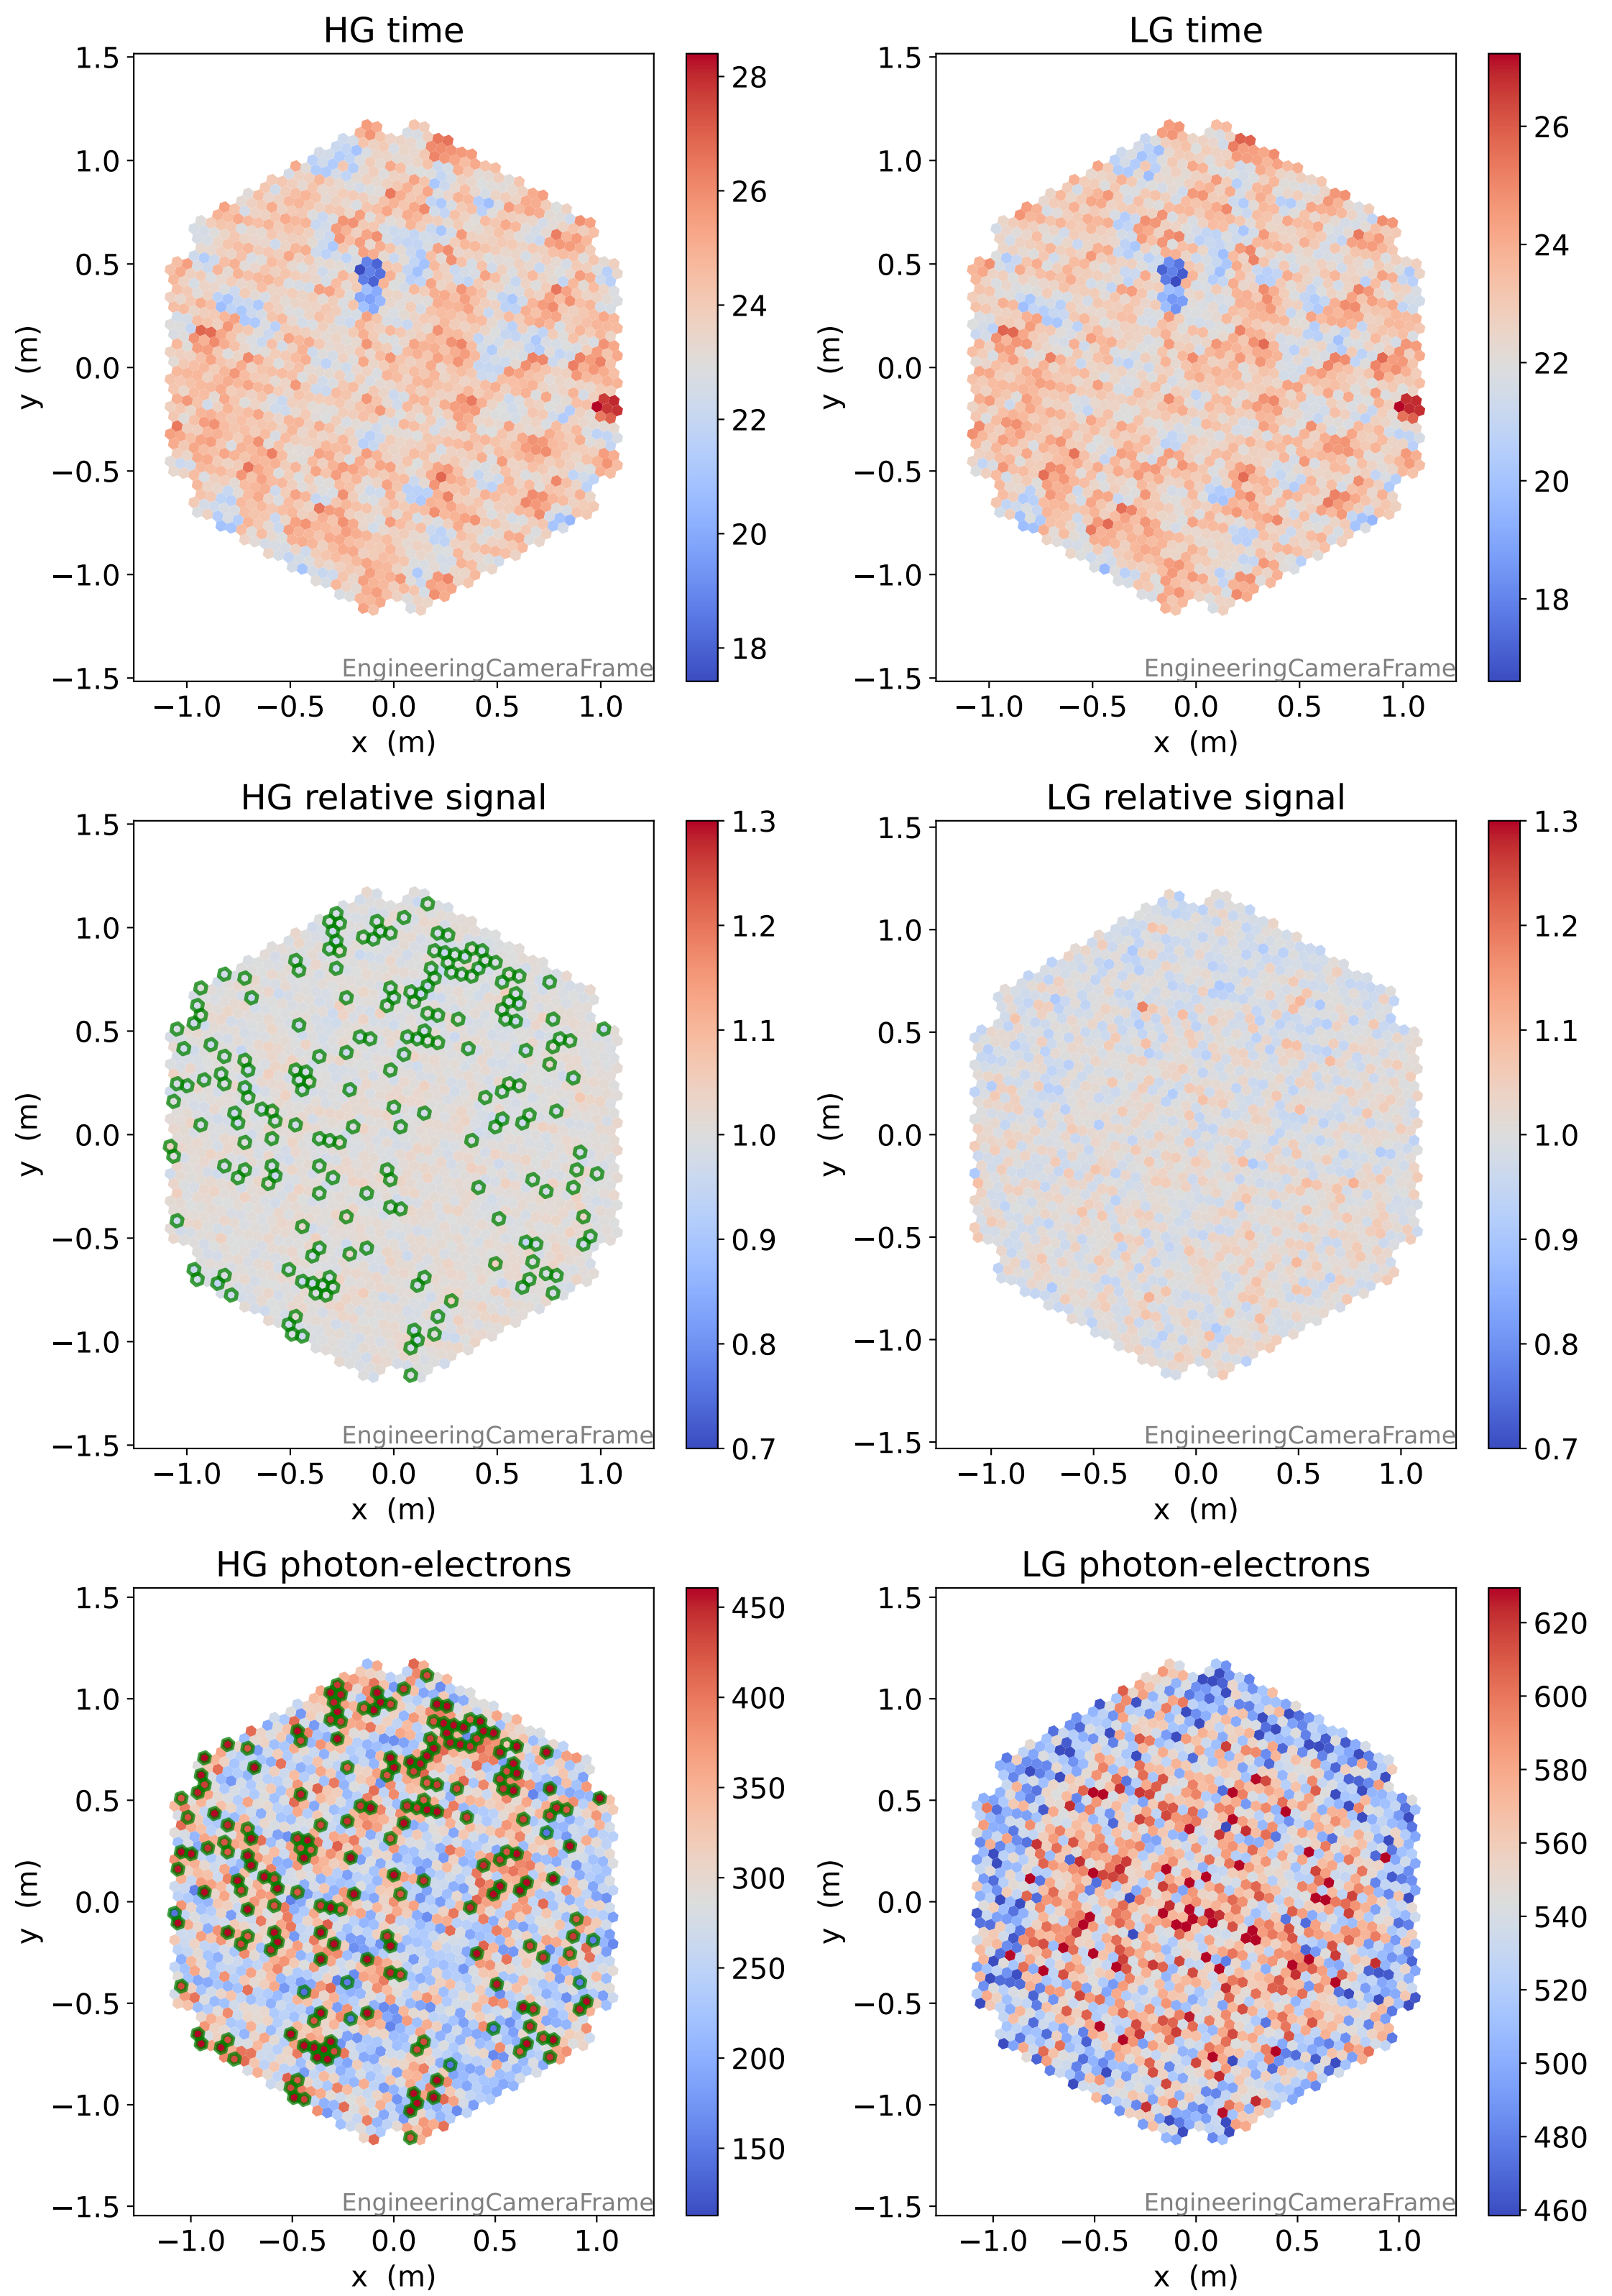 HG time
LG time
1.5
1.0
0.5
0.0
−0.5
−1.0
−1.5
y (m)
−1.0 −0.5 0.0 0.5 1.0
x (m)
EngineeringCameraFrame
28
26
24
22
20
18
1.5
1.0
0.5
0.0
−0.5
−1.0
−1.5
y (m)
−1.0 −0.5 0.0 0.5 1.0
x (m)
EngineeringCameraFrame
26
24
22
20
18
HG relative signal
LG relative signal
1.5
1.0
0.5
0.0
−0.5
−1.0
−1.5
y (m)
−1.0 −0.5 0.0 0.5 1.0
x (m)
EngineeringCameraFrame
1.3
1.2
1.1
1.0
0.9
0.8
0.7
1.5
1.0
0.5
0.0
−0.5
−1.0
−1.5
y (m)
−1.0 −0.5 0.0 0.5 1.0
x (m)
EngineeringCameraFrame
1.3
1.2
1.1
1.0
0.9
0.8
0.7
HG photon-electrons
LG photon-electrons
1.5
1.0
0.5
0.0
−0.5
−1.0
−1.5
y (m)
−1.0 −0.5 0.0 0.5 1.0
x (m)
EngineeringCameraFrame
450
400
350
300
250
200
150
1.5
1.0
0.5
0.0
−0.5
−1.0
−1.5
y (m)
−1.0 −0.5 0.0 0.5 1.0
x (m)
EngineeringCameraFrame
620
600
580
560
540
520
500
480
460